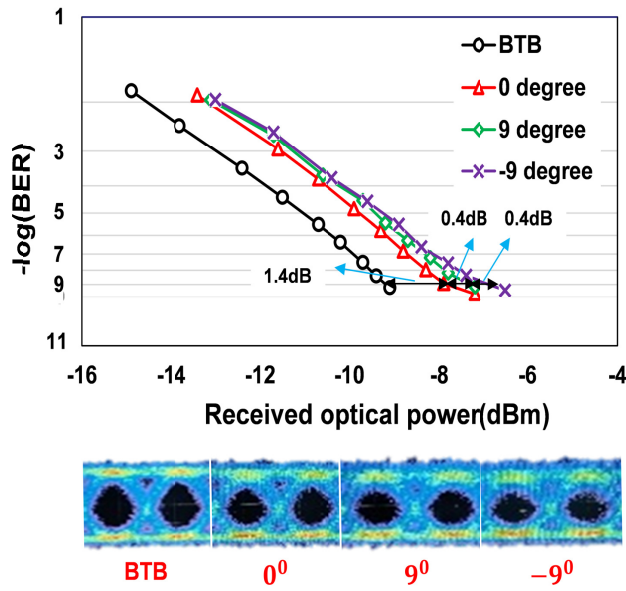 1
3
5
7
9
11
-log(BER)
BTB
0 degree
9 degree
-9 degree
0.4dB 0.4dB
1.4dB
-16 -14 -12 -10 -8 -6 -4
Received optical power(dBm)
BTB 0⁰ 9⁰ −9⁰